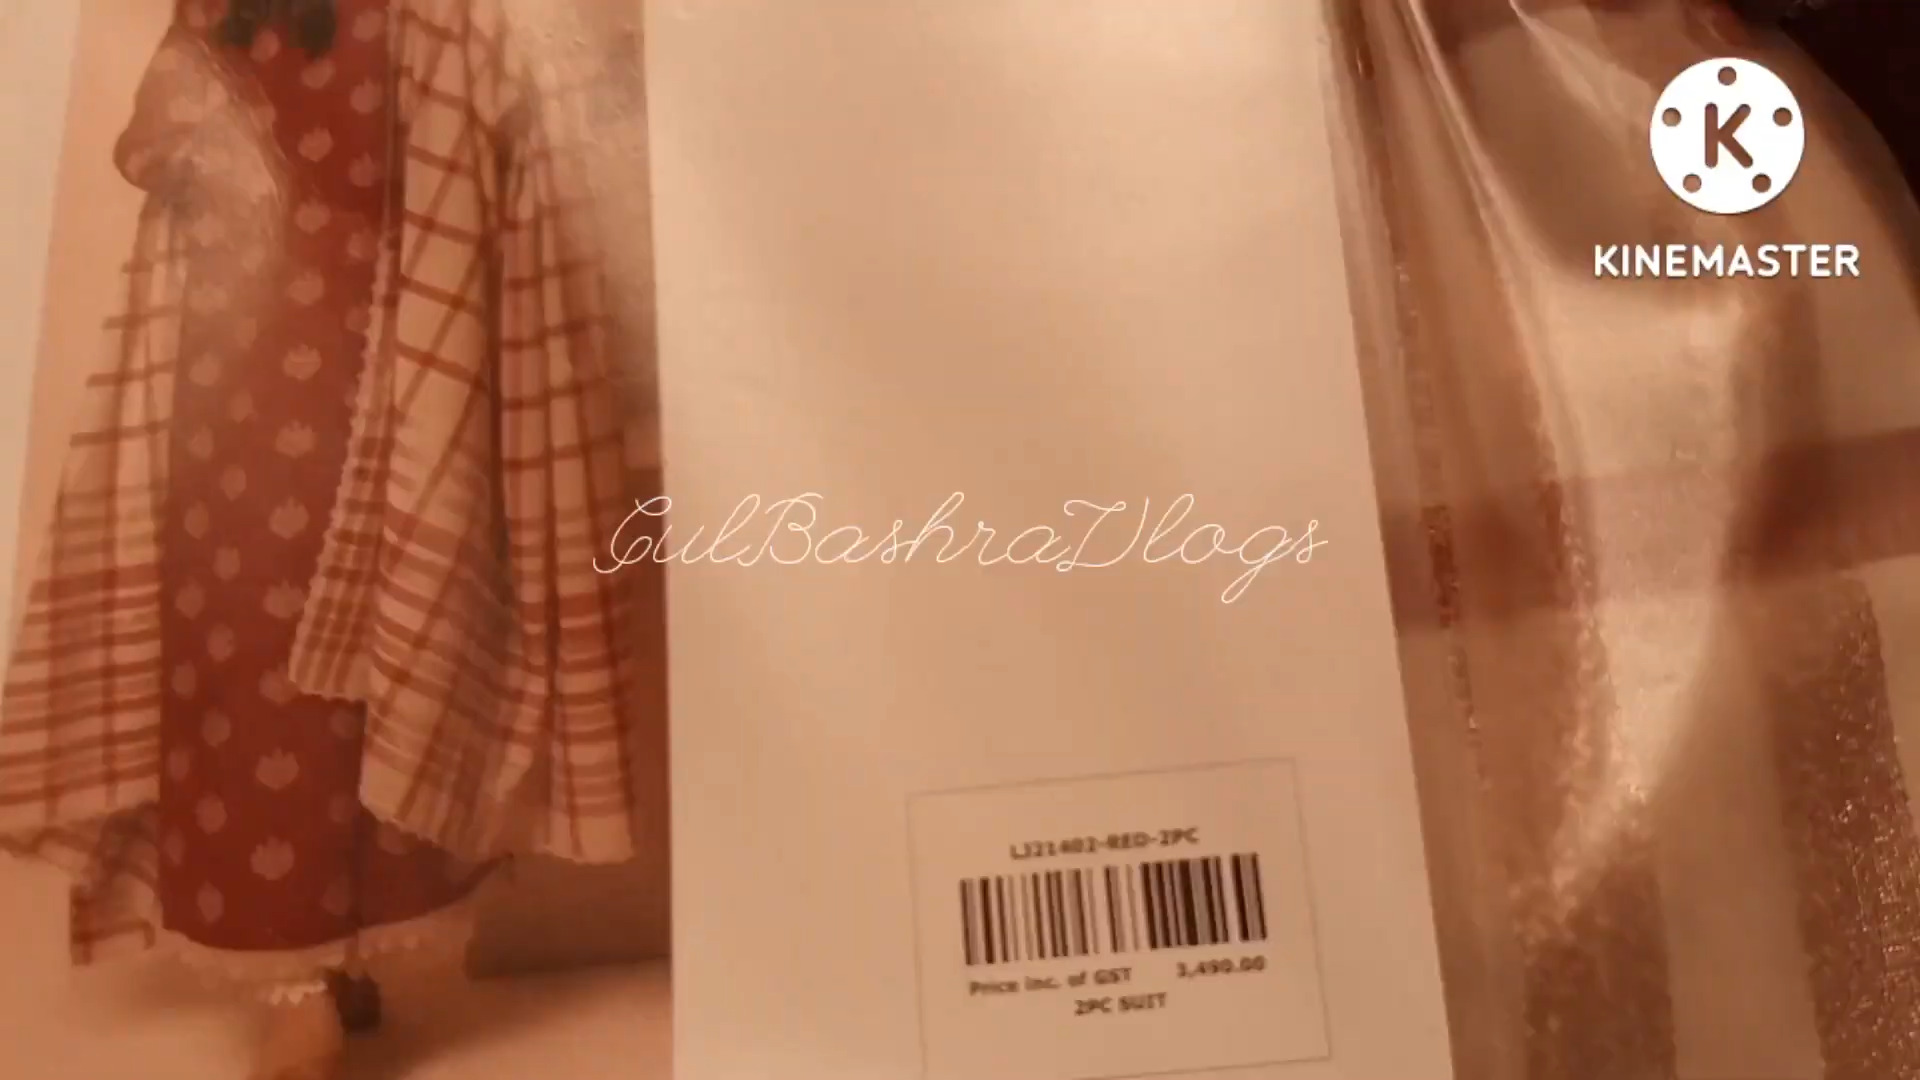 K
KINEMASTER
GulBashraVlogs
LJ21402-RED-2PC
Price inc. of GST 3,490.00
2PC SUIT